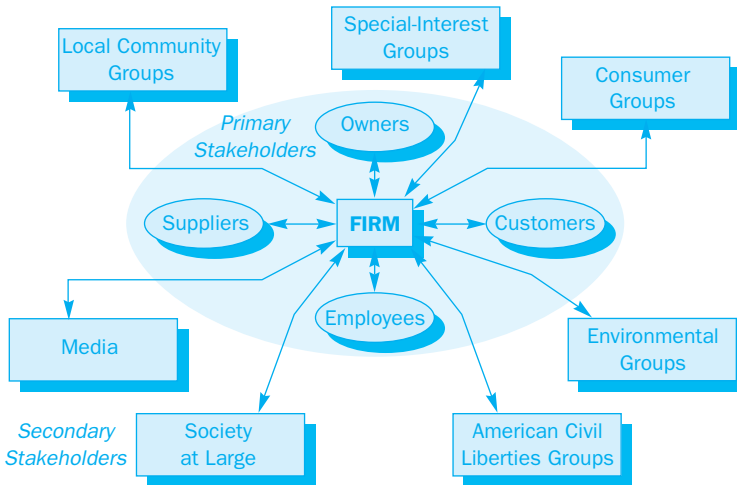 Special-Interest
Groups
Local Community
Groups
Consumer
Groups
Primary
Stakeholders
Owners
Suppliers
FIRM
Customers
Employees
Media
Environmental
Groups
Secondary
Stakeholders
Society
at Large
American Civil
Liberties Groups